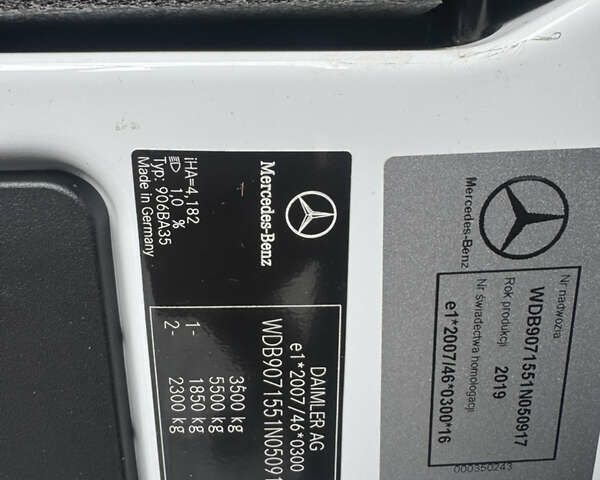 Mercedes-Benz
iHA=4,182
1,0 %
Typ: 906BA35
Made in Germany
DAIMLER AG
e1*2007/46*0300
WDB9071551N05091
3500 kg
5500 kg
1- 1850 kg
2- 2300 kg
Mercedes-Benz
Nr nadwozia
WDB9071551N050917
Rok produkcji 2019
Nr świadectwa homologacji
e1*2007/46*0300*16
000350243